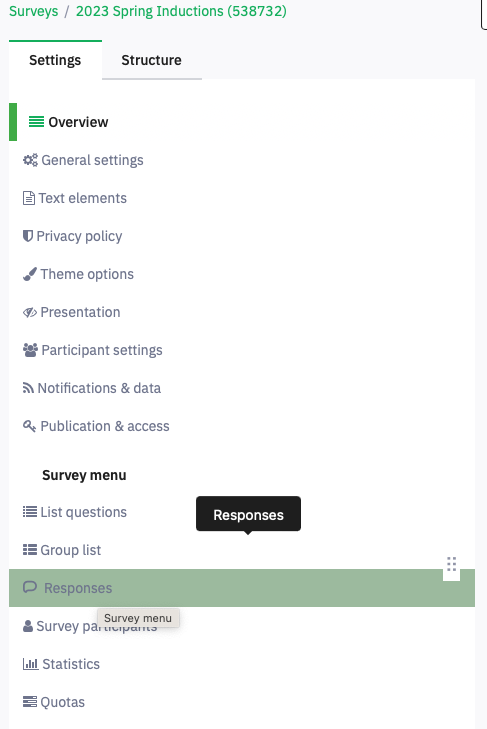 Surveys / 2023 Spring Inductions (538732)
Settings Structure
Overview
General settings
Text elements
Privacy policy
Theme options
Presentation
Participant settings
Notifications & data
Publication & access
Survey menu
List questions
Responses
Group list
Responses
Survey menu
Survey participants
Statistics
Quotas